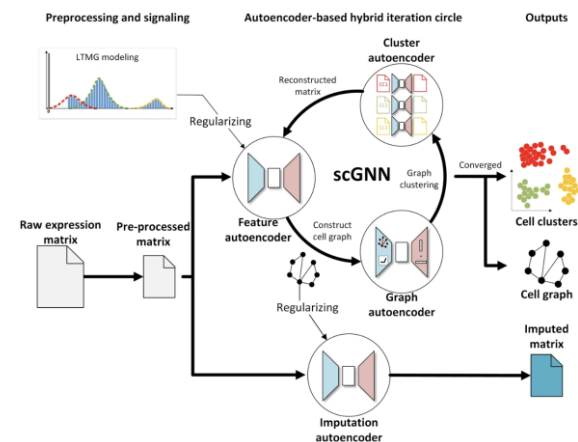 Preprocessing and signaling
Autoencoder-based hybrid iteration circle
Outputs
LTMG modeling
Cluster
autoencoder
Reconstructed
matrix
Regularizing
scGNN
Graph
clustering
Converged
Feature
autoencoder
Construct
cell graph
Cell clusters
Raw expression
matrix
Pre-processed
matrix
Graph
autoencoder
Cell graph
Regularizing
Imputed
matrix
Imputation
autoencoder